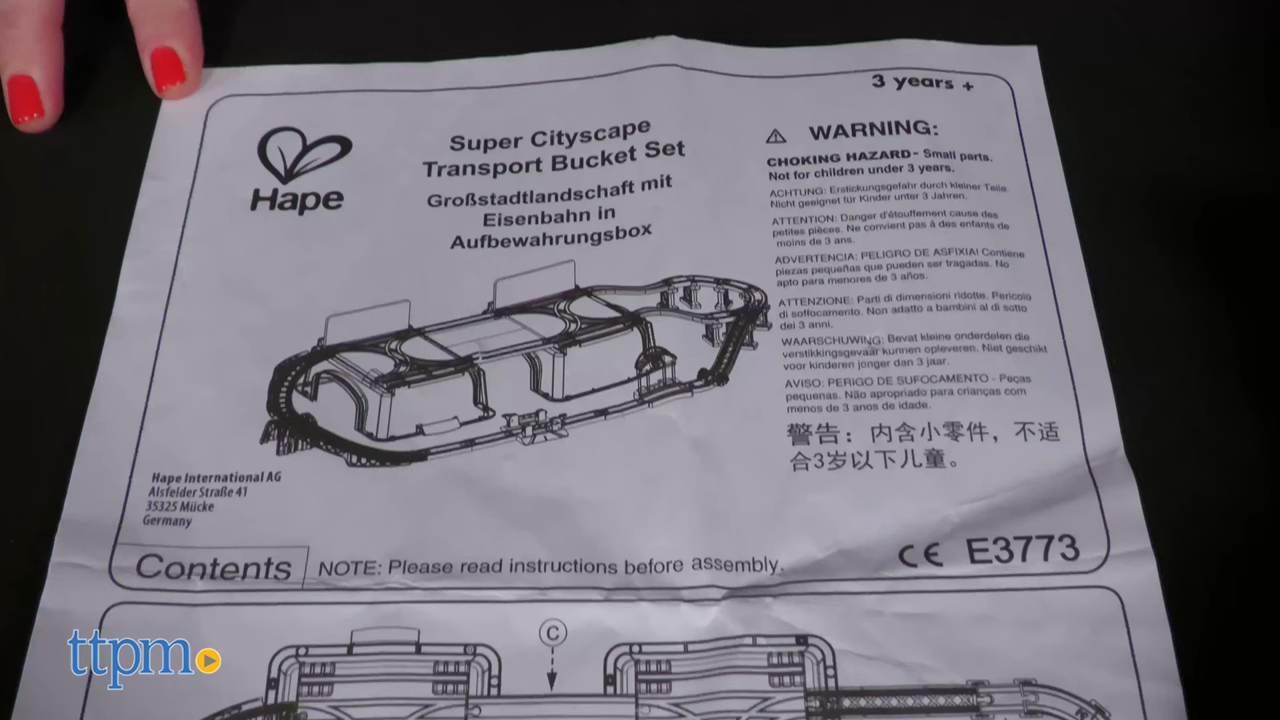 3 years +
Hape
Super Cityscape
Transport Bucket Set
Großstadtlandschaft mit
Eisenbahn in
Aufbewahrungsbox
WARNING:
CHOKING HAZARD - Small parts.
Not for children under 3 years.
ACHTUNG: Erstickungsgefahr durch kleiner Teile.
Nicht geeignet für Kinder unter 3 Jahren.
ATTENTION: Danger d'étouffement cause des
petites pièces. Ne convient pas à des enfants de
moins de 3 ans.
ADVERTENCIA: PELIGRO DE ASFIXIA! Contiene
piezas pequeñas que pueden ser tragadas. No
apto para menores de 3 años.
ATTENZIONE: Parti di dimensioni ridotte. Pericolo
di soffocamento. Non adatto a bambini al di sotto
dei 3 anni.
WAARSCHUWING: Bevat kleine onderdelen die
verstikkingsgevaar kunnen opleveren. Niet geschikt
voor kinderen jonger dan 3 jaar.
AVISO: PERIGO DE SUFOCAMENTO - Peças
pequenas. Não apropriado para crianças com
menos de 3 anos de idade.
警告：内含小零件，不适
合3岁以下儿童。
Hape International AG
Alsfelder Straße 41
35325 Mücke
Germany
Contents
NOTE: Please read instructions before assembly.
CE E3773
C
ttpm